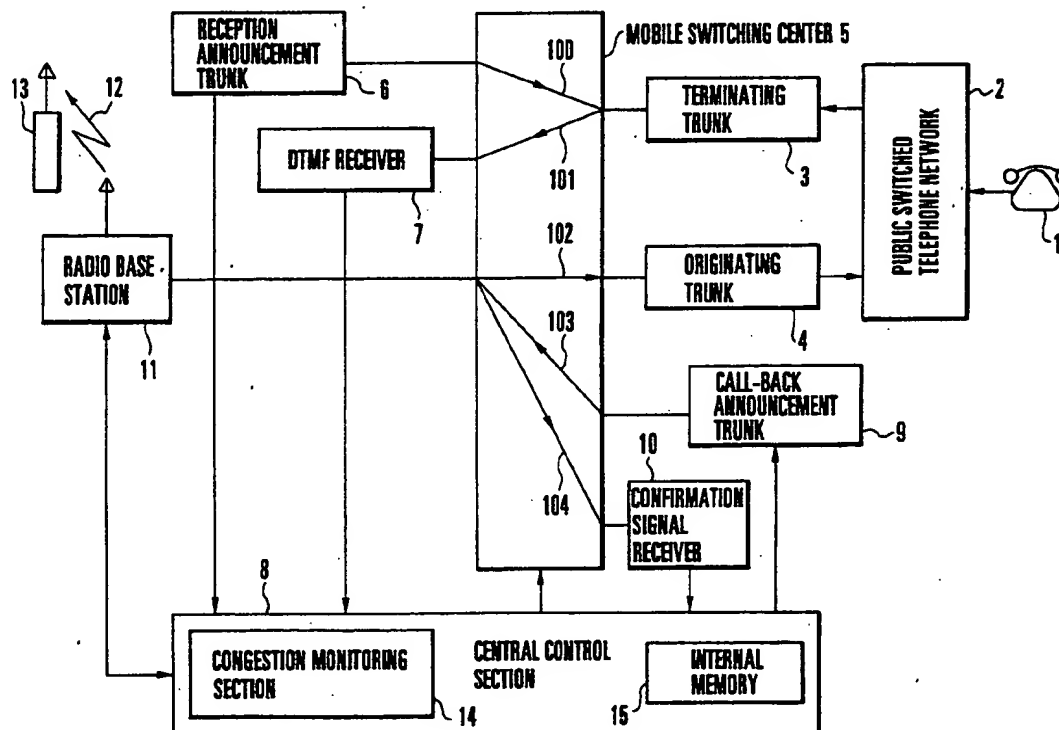 RECEPTION
ANNOUNCEMENT
TRUNK
6
100
MOBILE SWITCHING CENTER 5
13
12
TERMINATING
TRUNK
3
2
DTMF RECEIVER
7
101
PUBLIC SWITCHED
TELEPHONE NETWORK
1
RADIO BASE
STATION
11
102
ORIGINATING
TRUNK
4
103
CALL-BACK
ANNOUNCEMENT
TRUNK
9
104
10
CONFIRMATION
SIGNAL
RECEIVER
8
CONGESTION MONITORING
SECTION
14
CENTRAL CONTROL
SECTION
INTERNAL
MEMORY
15